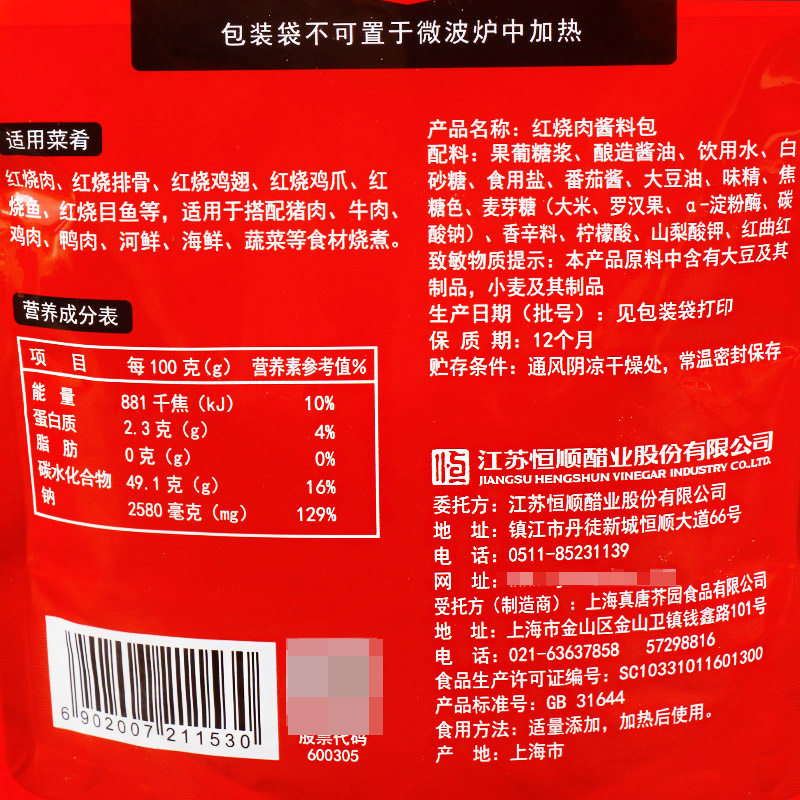 包装袋不可置于微波炉中加热
适用菜肴
红烧肉、红烧排骨、红烧鸡翅、红烧鸡爪、红
烧鱼、红烧目鱼等，适用于搭配猪肉、牛肉、
鸡肉、鸭肉、河鲜、海鲜、蔬菜等食材烧煮。
营养成分表
项 目 每100克(g) 营养素参考值%
能 量 881千焦（kJ） 10%
蛋白质 2.3克（g） 4%
脂 肪 0克（g） 0%
碳水化合物 49.1克（g） 16%
钠 2580毫克（mg） 129%
6 902007 211530
股票代码
600305
产品名称：红烧肉酱料包
配料：果葡糖浆、酿造酱油、饮用水、白
砂糖、食用盐、番茄酱、大豆油、味精、焦
糖色、麦芽糖（大米、罗汉果、α-淀粉酶、碳
酸钠）、香辛料、柠檬酸、山梨酸钾、红曲红
致敏物质提示：本产品原料中含有大豆及其
制品，小麦及其制品
生产日期（批号）：见包装袋打印
保 质 期：12个月
贮存条件：通风阴凉干燥处，常温密封保存
恒 江苏恒顺醋业股份有限公司
JIANGSU HENGSHUN VINEGAR INDUSTRY CO.,LTD.
委托方：江苏恒顺醋业股份有限公司
地 址：镇江市丹徒新城恒顺大道66号
电 话：0511-85231139
网 址：
受托方（制造商）：上海真唐芥园食品有限公司
地 址：上海市金山区金山卫镇钱鑫路101号
电 话：021-63637858 57298816
食品生产许可证编号：SC10331011601300
产品标准号：GB 31644
食用方法：适量添加，加热后使用。
产 地：上海市